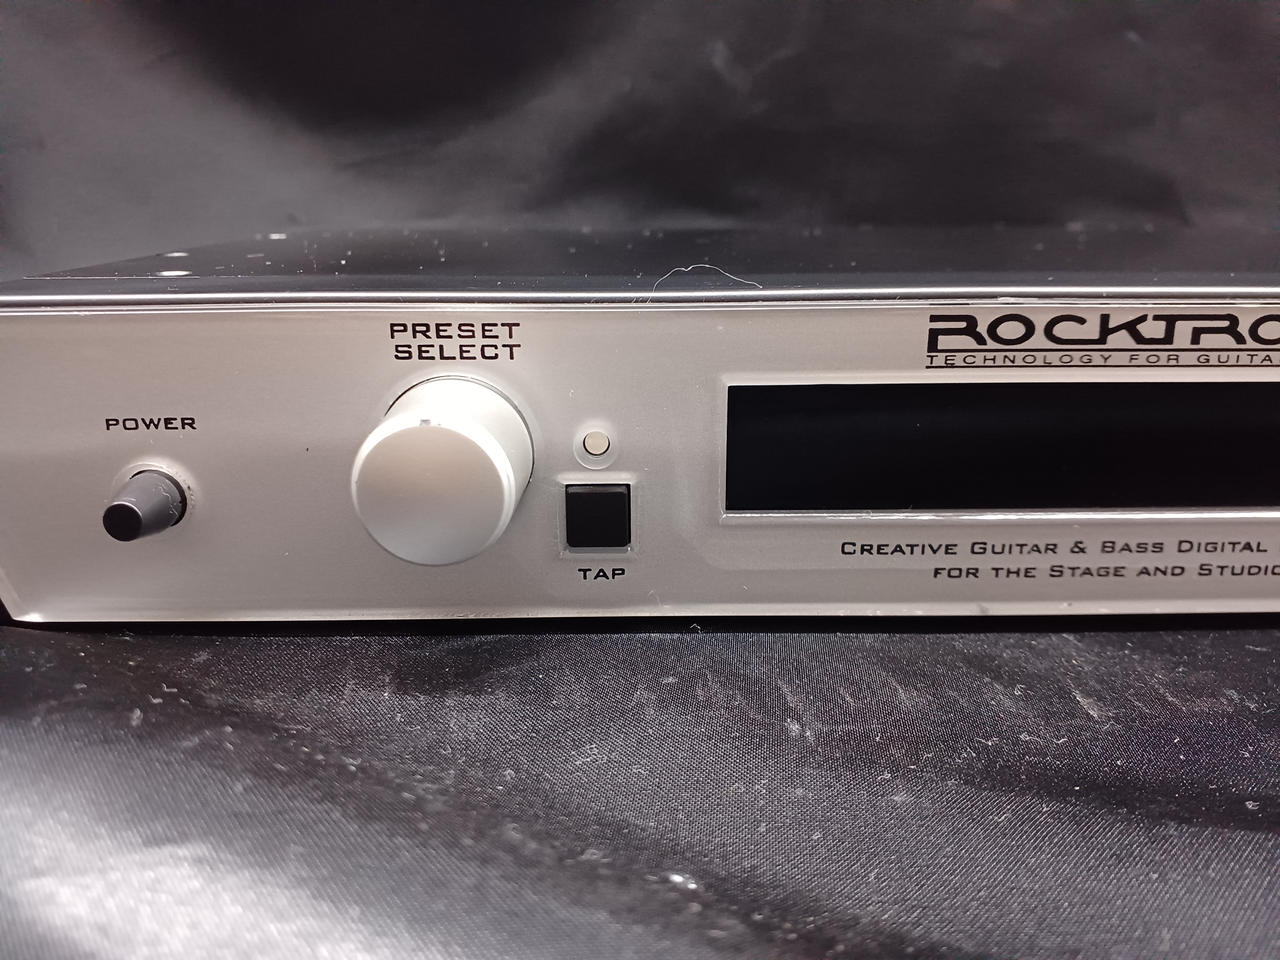 PRESET
SELECT
POWER
TAP
ROCKTRO
TECHNOLOGY FOR GUITA
CREATIVE GUITAR & BASS DIGITAL
FOR THE STAGE AND STUDIO